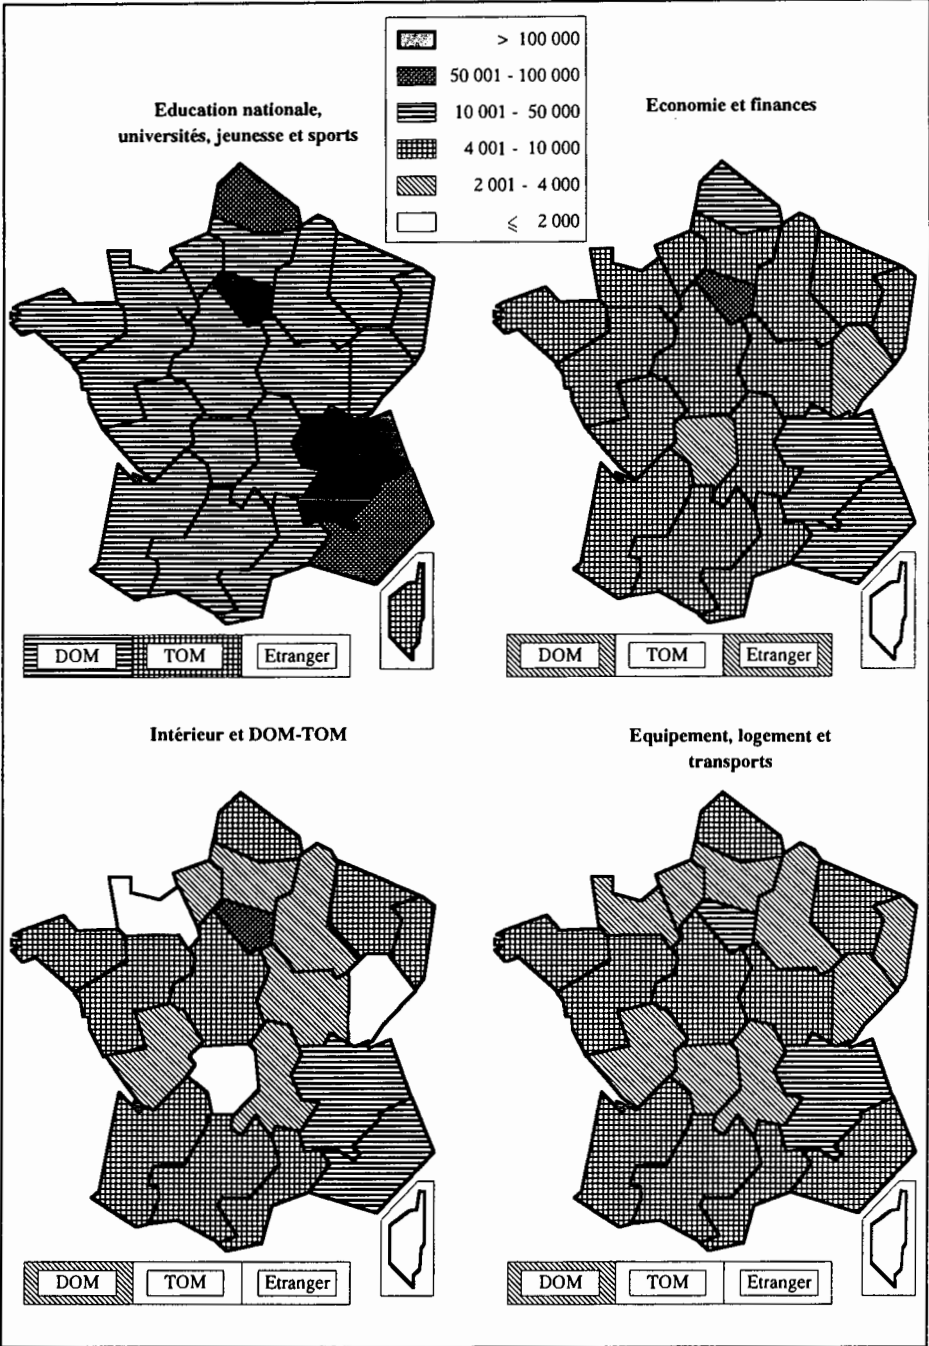 > 100 000
50 001 - 100 000
10 001 - 50 000
4 001 - 10 000
2 001 - 4 000
⩽ 2 000
Education nationale,
universités, jeunesse et sports
Economie et finances
DOM TOM Etranger
DOM TOM Etranger
Intérieur et DOM-TOM
Equipement, logement et
transports
DOM TOM Etranger
DOM TOM Etranger